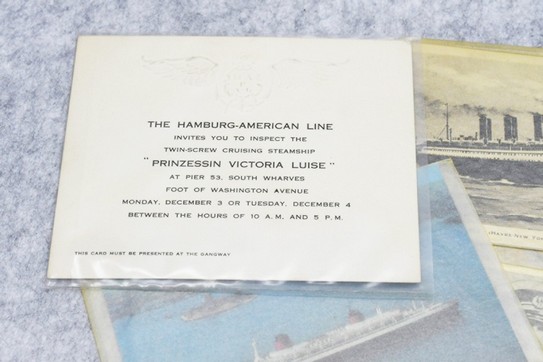 THE HAMBURG-AMERICAN LINE
INVITES YOU TO INSPECT THE
TWIN-SCREW CRUISING STEAMSHIP
"PRINZESSIN VICTORIA LUISE"
AT PIER 53, SOUTH WHARVES
FOOT OF WASHINGTON AVENUE
MONDAY, DECEMBER 3 OR TUESDAY, DECEMBER 4
BETWEEN THE HOURS OF 10 A.M. AND 5 P.M.
THIS CARD MUST BE PRESENTED AT THE GANGWAY